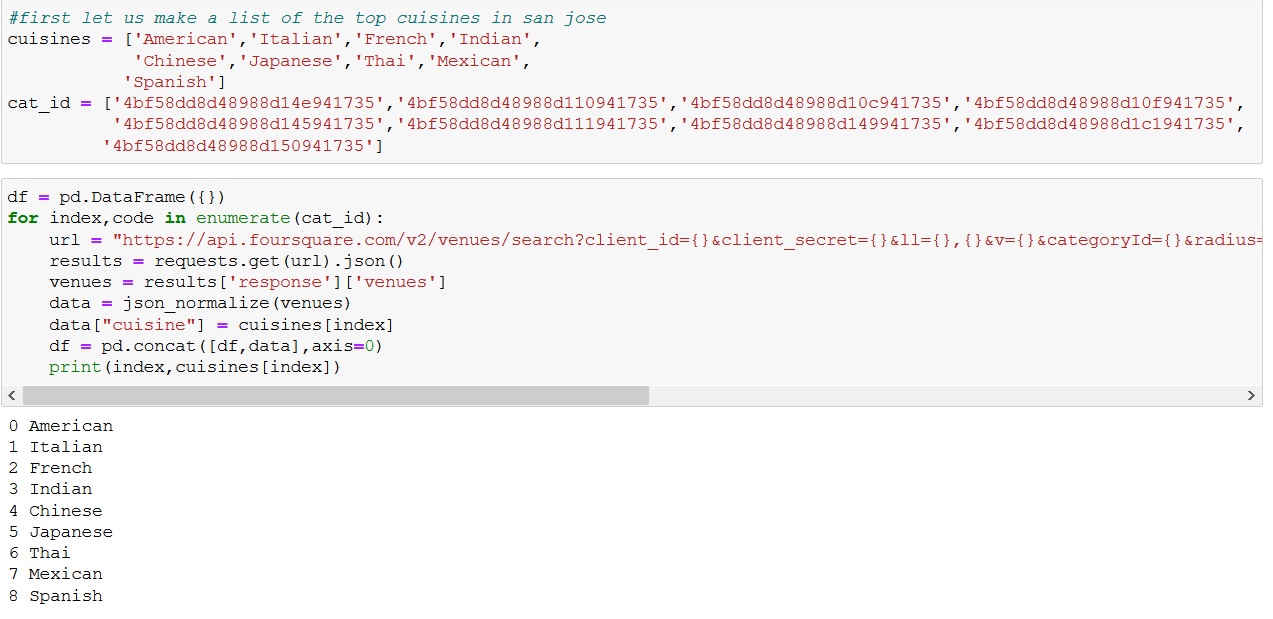 #first let us make a list of the top cuisines in san jose
cuisines = ['American','Italian','French','Indian',
            'Chinese','Japanese','Thai','Mexican',
           'Spanish']
cat_id = ['4bf58dd8d48988d14e941735','4bf58dd8d48988d110941735','4bf58dd8d48988d10c941735','4bf58dd8d48988d10f941735',
          '4bf58dd8d48988d145941735','4bf58dd8d48988d111941735','4bf58dd8d48988d149941735','4bf58dd8d48988d1c1941735',
         '4bf58dd8d48988d150941735']
df = pd.DataFrame({})
for index,code in enumerate(cat_id):
    url = "https://api.foursquare.com/v2/venues/search?client_id={}&client_secret={}&ll={},{}&v={}&categoryId={}&radius=
    results = requests.get(url).json()
    venues = results['response']['venues']
    data = json_normalize(venues)
    data["cuisine"] = cuisines[index]
    df = pd.concat([df,data],axis=0)
    print(index,cuisines[index])
0 American
1 Italian
2 French
3 Indian
4 Chinese
5 Japanese
6 Thai
7 Mexican
8 Spanish